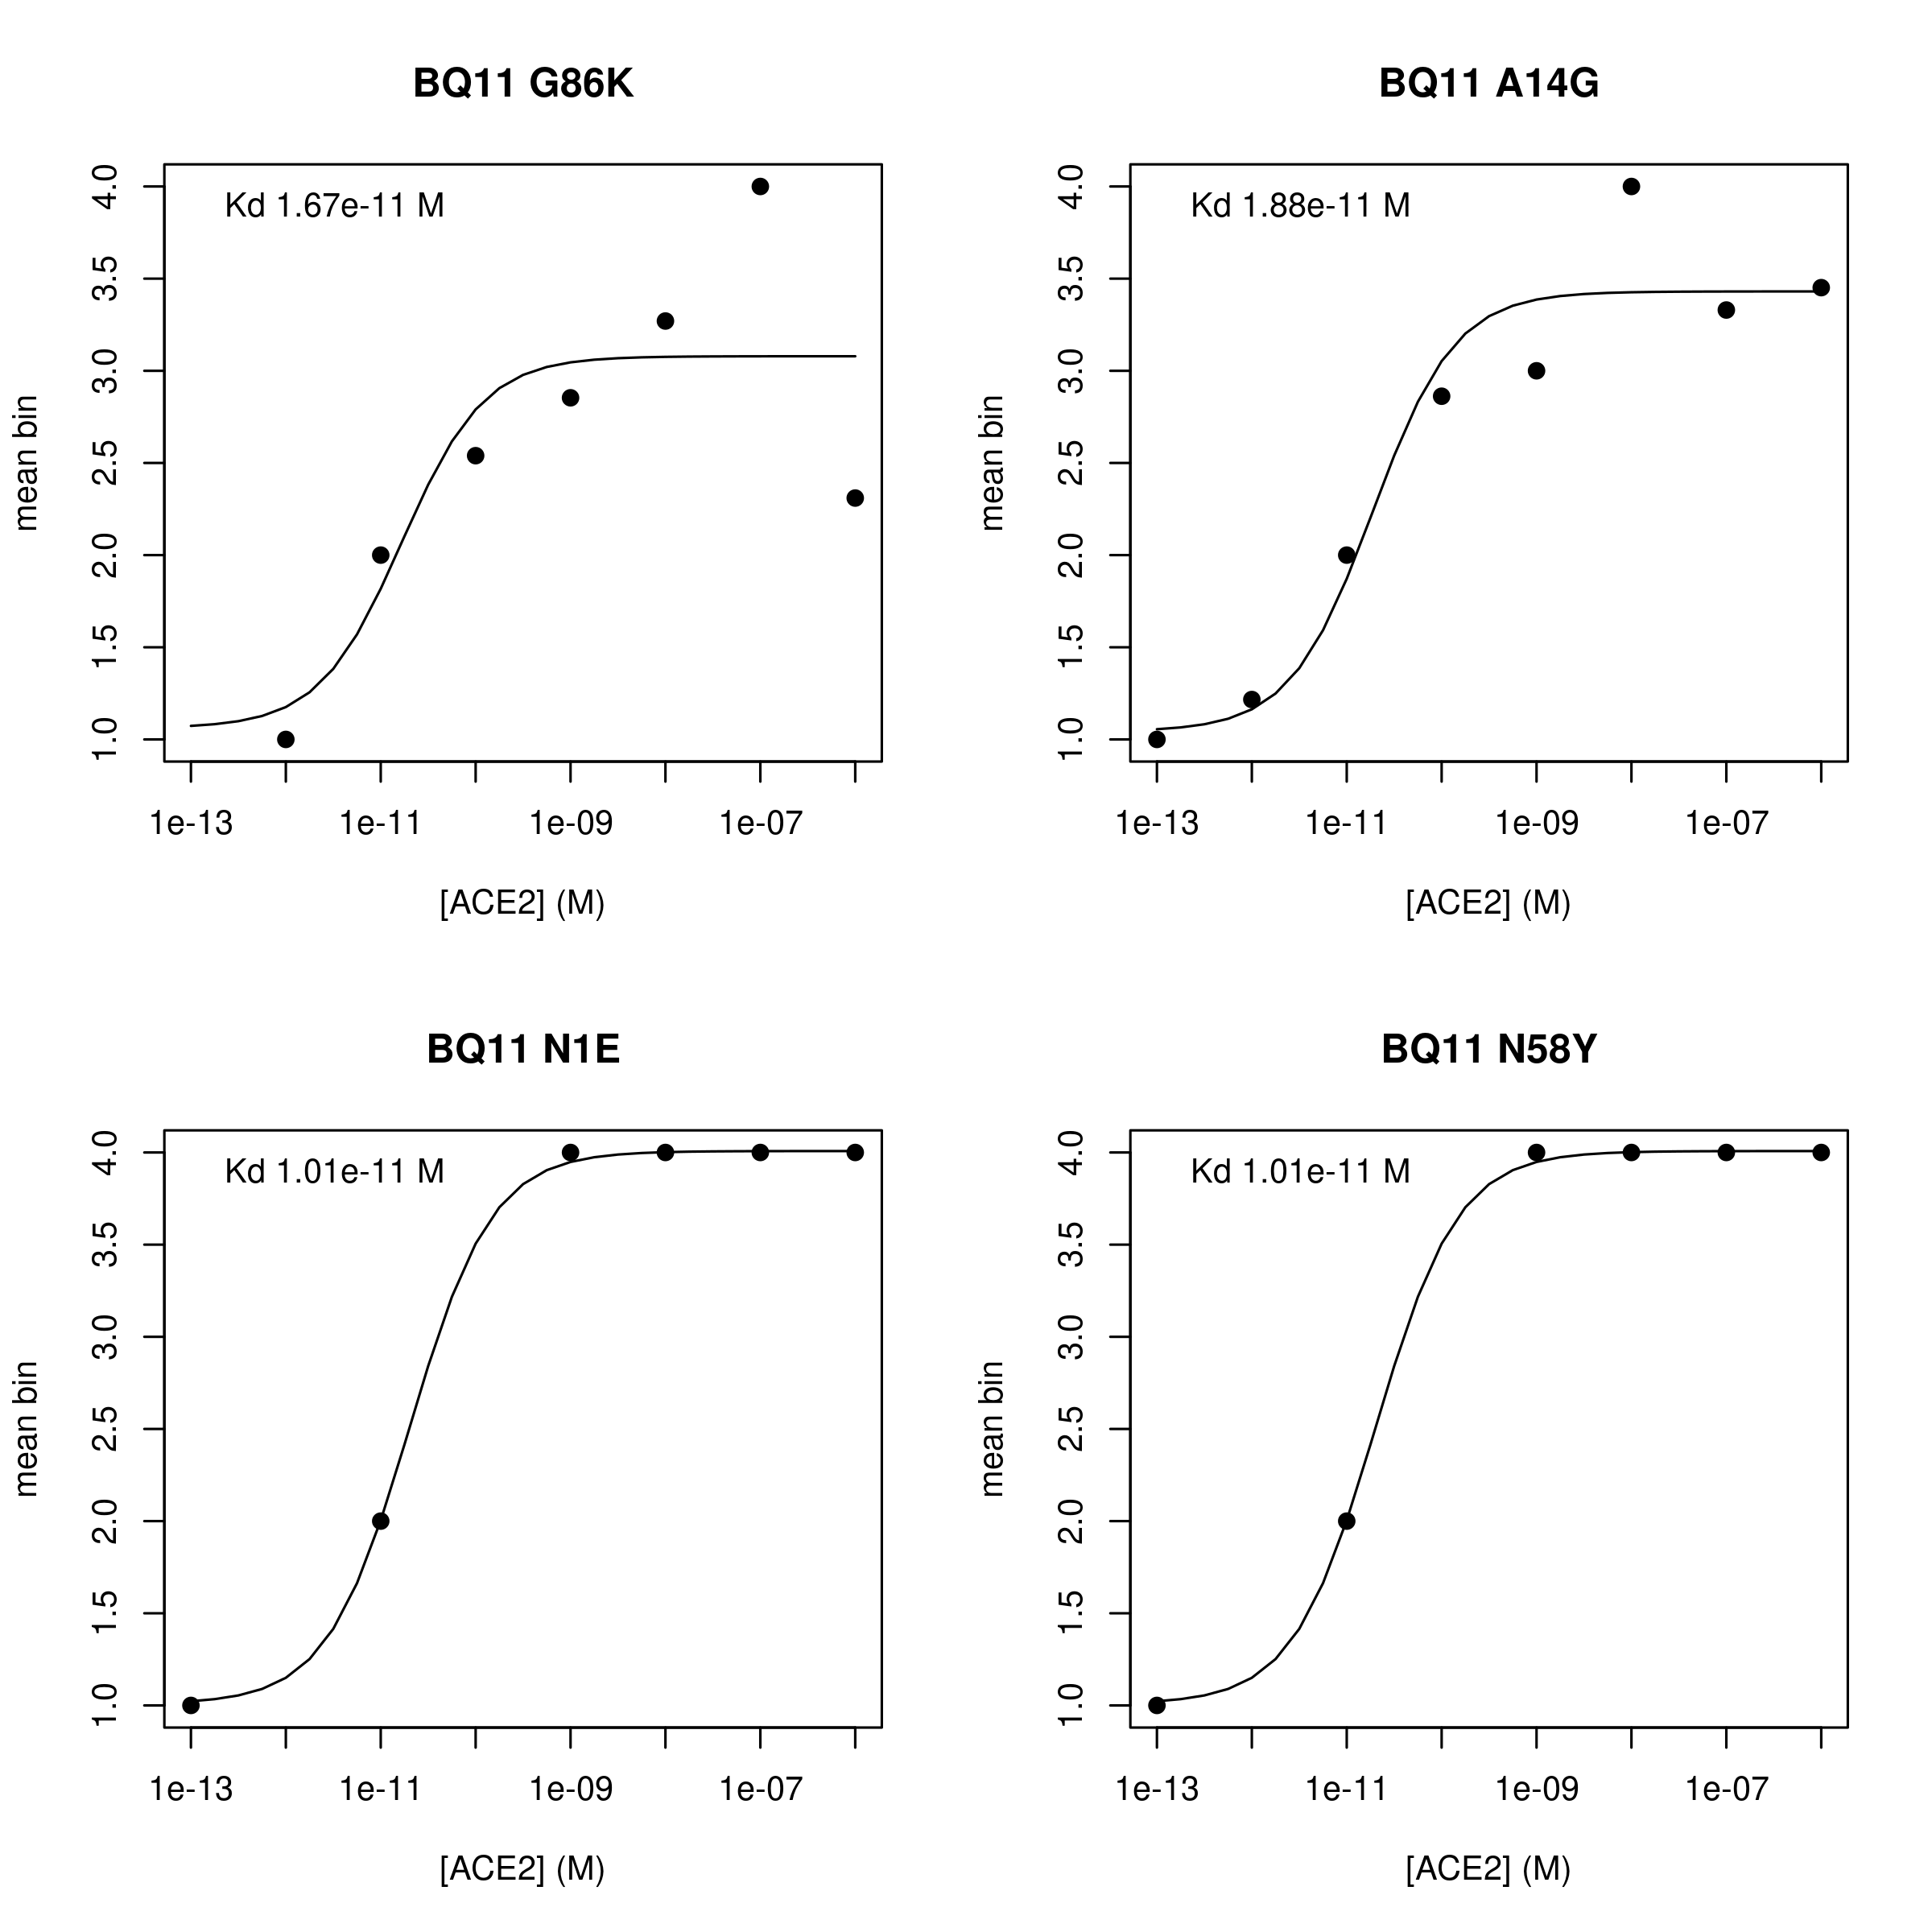 BQ11 G86K
Kd 1.67e-11 M
mean bin
4.0
3.5
3.0
2.5
2.0
1.5
1.0
1e-13 1e-11 1e-09 1e-07
[ACE2] (M)
BQ11 A14G
Kd 1.88e-11 M
mean bin
4.0
3.5
3.0
2.5
2.0
1.5
1.0
1e-13 1e-11 1e-09 1e-07
[ACE2] (M)
BQ11 N1E
Kd 1.01e-11 M
mean bin
4.0
3.5
3.0
2.5
2.0
1.5
1.0
1e-13 1e-11 1e-09 1e-07
[ACE2] (M)
BQ11 N58Y
Kd 1.01e-11 M
mean bin
4.0
3.5
3.0
2.5
2.0
1.5
1.0
1e-13 1e-11 1e-09 1e-07
[ACE2] (M)